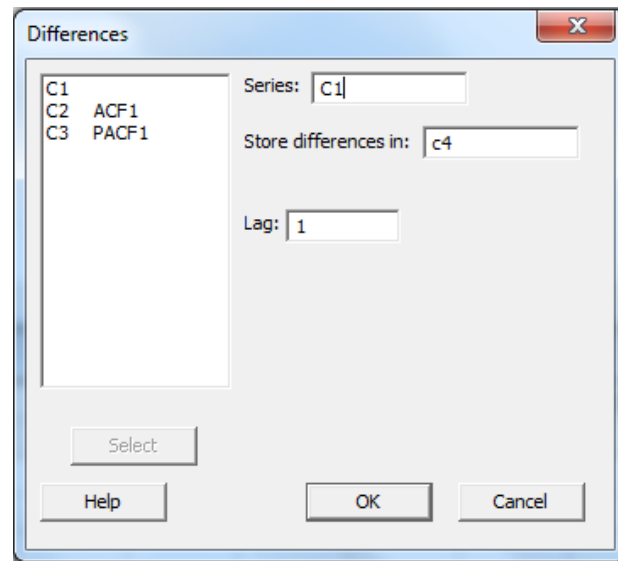 Differences
C1
C2 ACF1
C3 PACF1
Series: C1
Store differences in: c4
Lag: 1
Select
Help
OK
Cancel